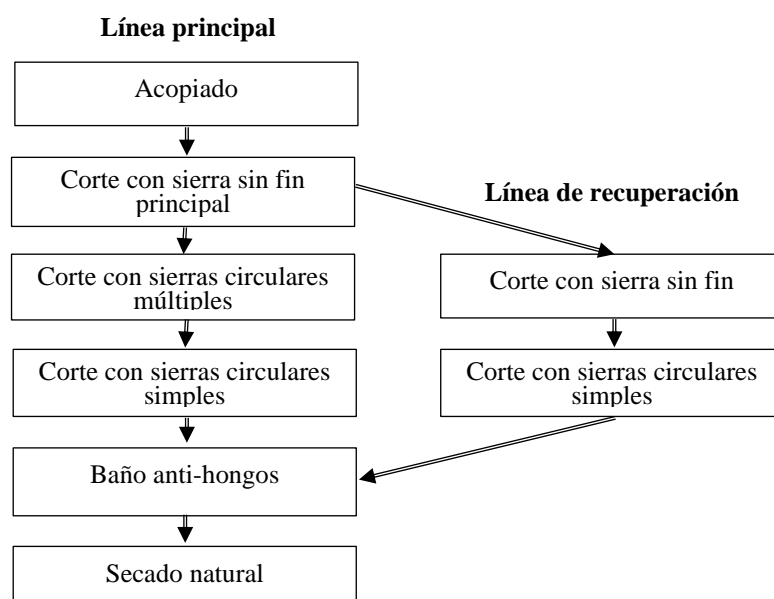 Línea principal
Acopiado
Corte con sierra sin fin
principal
Línea de recuperación
Corte con sierras circulares
múltiples
Corte con sierra sin fin
Corte con sierras circulares
simples
Corte con sierras circulares
simples
Baño anti-hongos
Secado natural